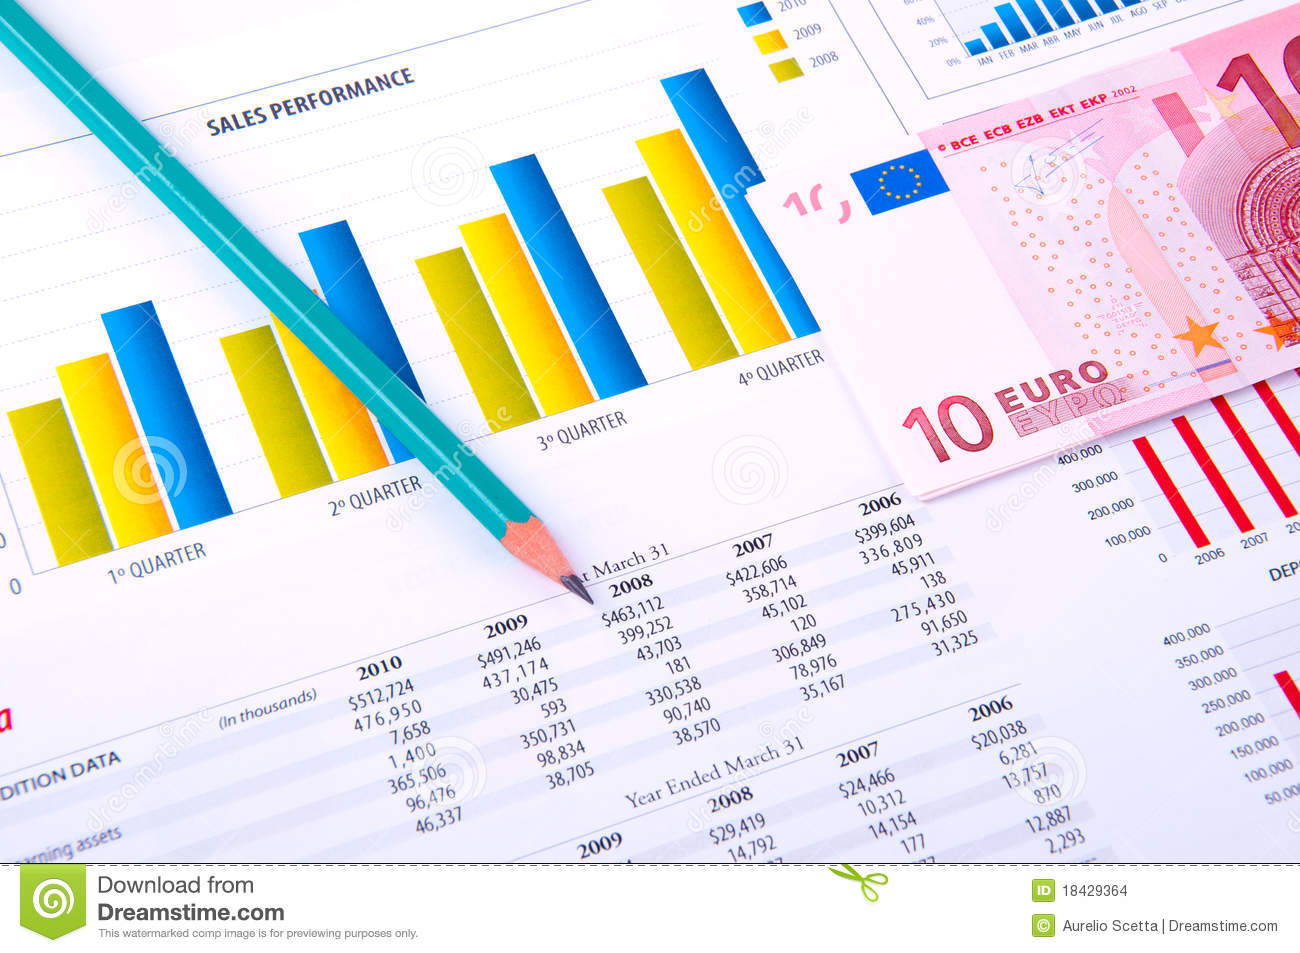 SALES PERFORMANCE
2010
2009
2008
60%
40%
20%
0%
JAN FEB MAR ABR MAY JUN JUL AGO SEP
© BCE ECB EZB EKT EKP 2002
10
10 EURO
ΕΥΡΩ
0
1º QUARTER
2º QUARTER
3º QUARTER
4º QUARTER
400,000
300,000
200,000
100,000
0
2006 2007
DEP
400,000
350,000
300,000
250,000
200,000
150,000
100,000
50,0
t March 31
(In thousands) 2010 2009 2008 2007 2006
DITION DATA
$512,724 $491,246 $463,112 $422,606 $399,604
476,950 437,174 399,252 358,714 336,809
7,658 30,475 43,703 45,102 45,911
1,400 593 181 120 138
365,506 350,731 330,538 306,849 275,430
96,476 98,834 90,740 78,976 91,650
46,337 38,705 38,570 35,167 31,325
arning assets
Year Ended March 31
2009 2008 2007 2006
$29,419 $24,466 $20,038
14,792 10,312 6,281
14,154 13,757
177 870
12,887
2,293
a
Download from
Dreamstime.com
This watermarked comp image is for previewing purposes only.
ID 18429364
© Aurelio Scetta | Dreamstime.com